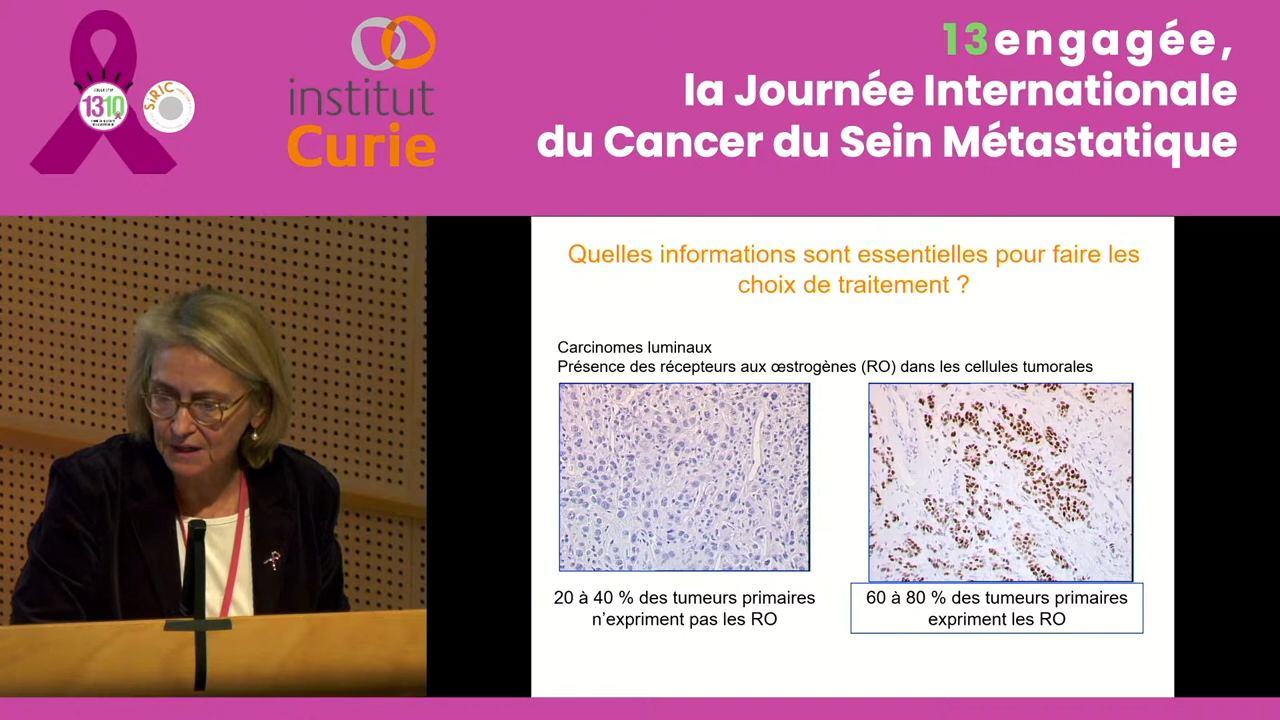 1310
SiRIC
institut
Curie
13engagée,
la Journée Internationale
du Cancer du Sein Métastatique
Quelles informations sont essentielles pour faire les
choix de traitement ?
Carcinomes luminaux
Présence des récepteurs aux œstrogènes (RO) dans les cellules tumorales
20 à 40 % des tumeurs primaires
n’expriment pas les RO
60 à 80 % des tumeurs primaires
expriment les RO